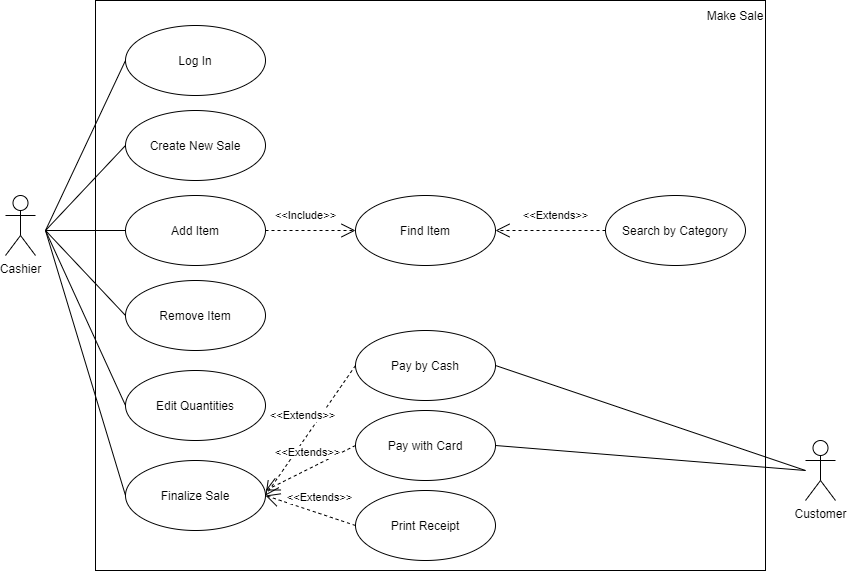 Make Sale
Log In
Create New Sale
Add Item
<<Include>>
Find Item
<<Extends>>
Search by Category
Cashier
Remove Item
Pay by Cash
Edit Quantities
<<Extends>>
Pay with Card
<<Extends>>
Finalize Sale
<<Extends>>
Print Receipt
Customer